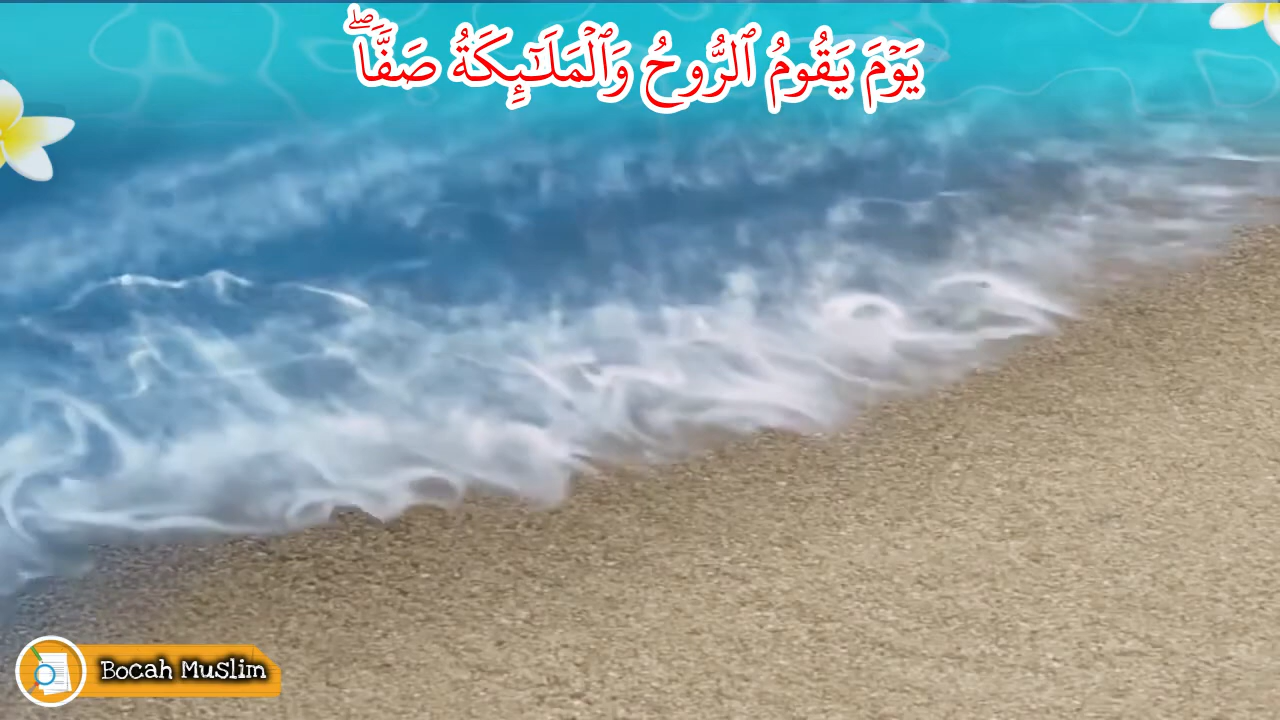 يَوْمَ يَقُومُ ٱلرُّوحُ وَٱلْمَلَـٰٓئِكَةُ صَفًّاۖ
Bocah Muslim